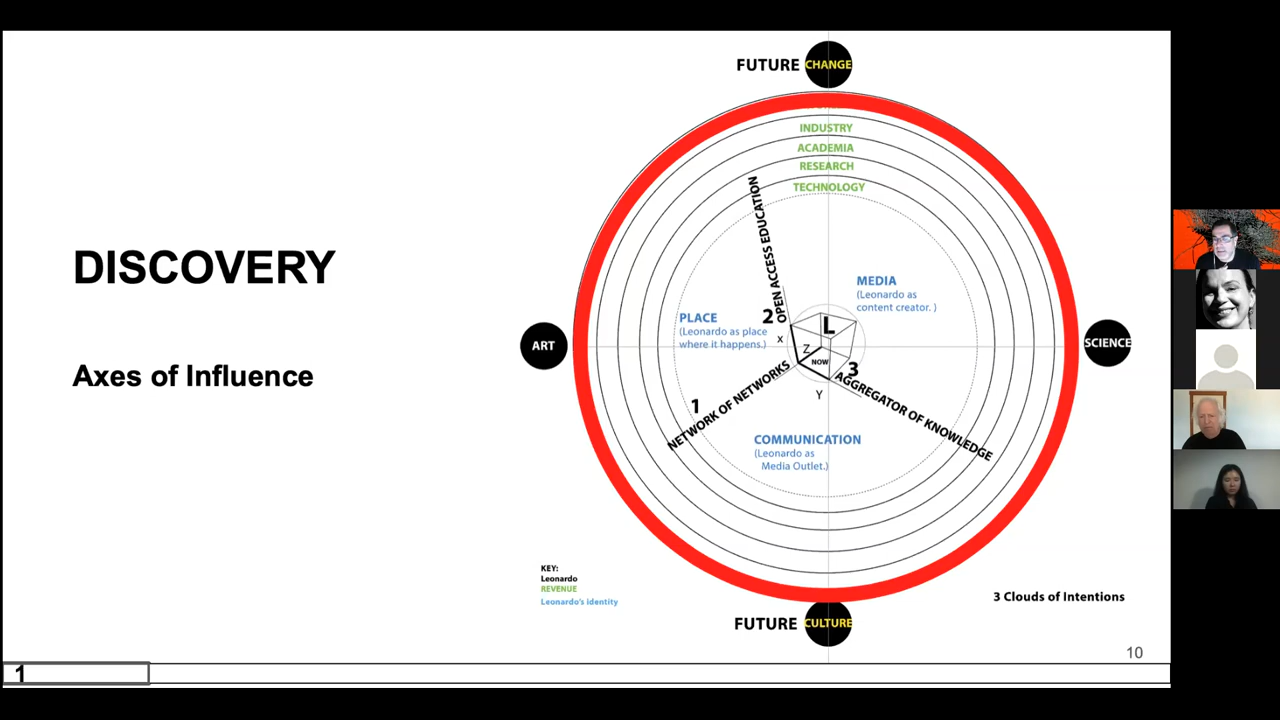 DISCOVERY
Axes of Influence
FUTURE CHANGE
INDUSTRY
ACADEMIA
RESEARCH
TECHNOLOGY
OPEN ACCESS EDUCATION
MEDIA
(Leonardo as
content creator. )
PLACE
(Leonardo as place
where it happens.)
2
L
X
Z
NOW
3
Y
ART
SCIENCE
1
NETWORK OF NETWORKS
AGGREGATOR OF KNOWLEDGE
COMMUNICATION
(Leonardo as
Media Outlet.)
KEY:
Leonardo
REVENUE
Leonardo's identity
3 Clouds of Intentions
FUTURE CULTURE
10
1